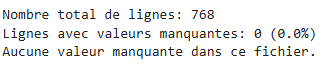 Nombre total de lignes: 768
Lignes avec valeurs manquantes: 0 (0.0%)
Aucune valeur manquante dans ce fichier.